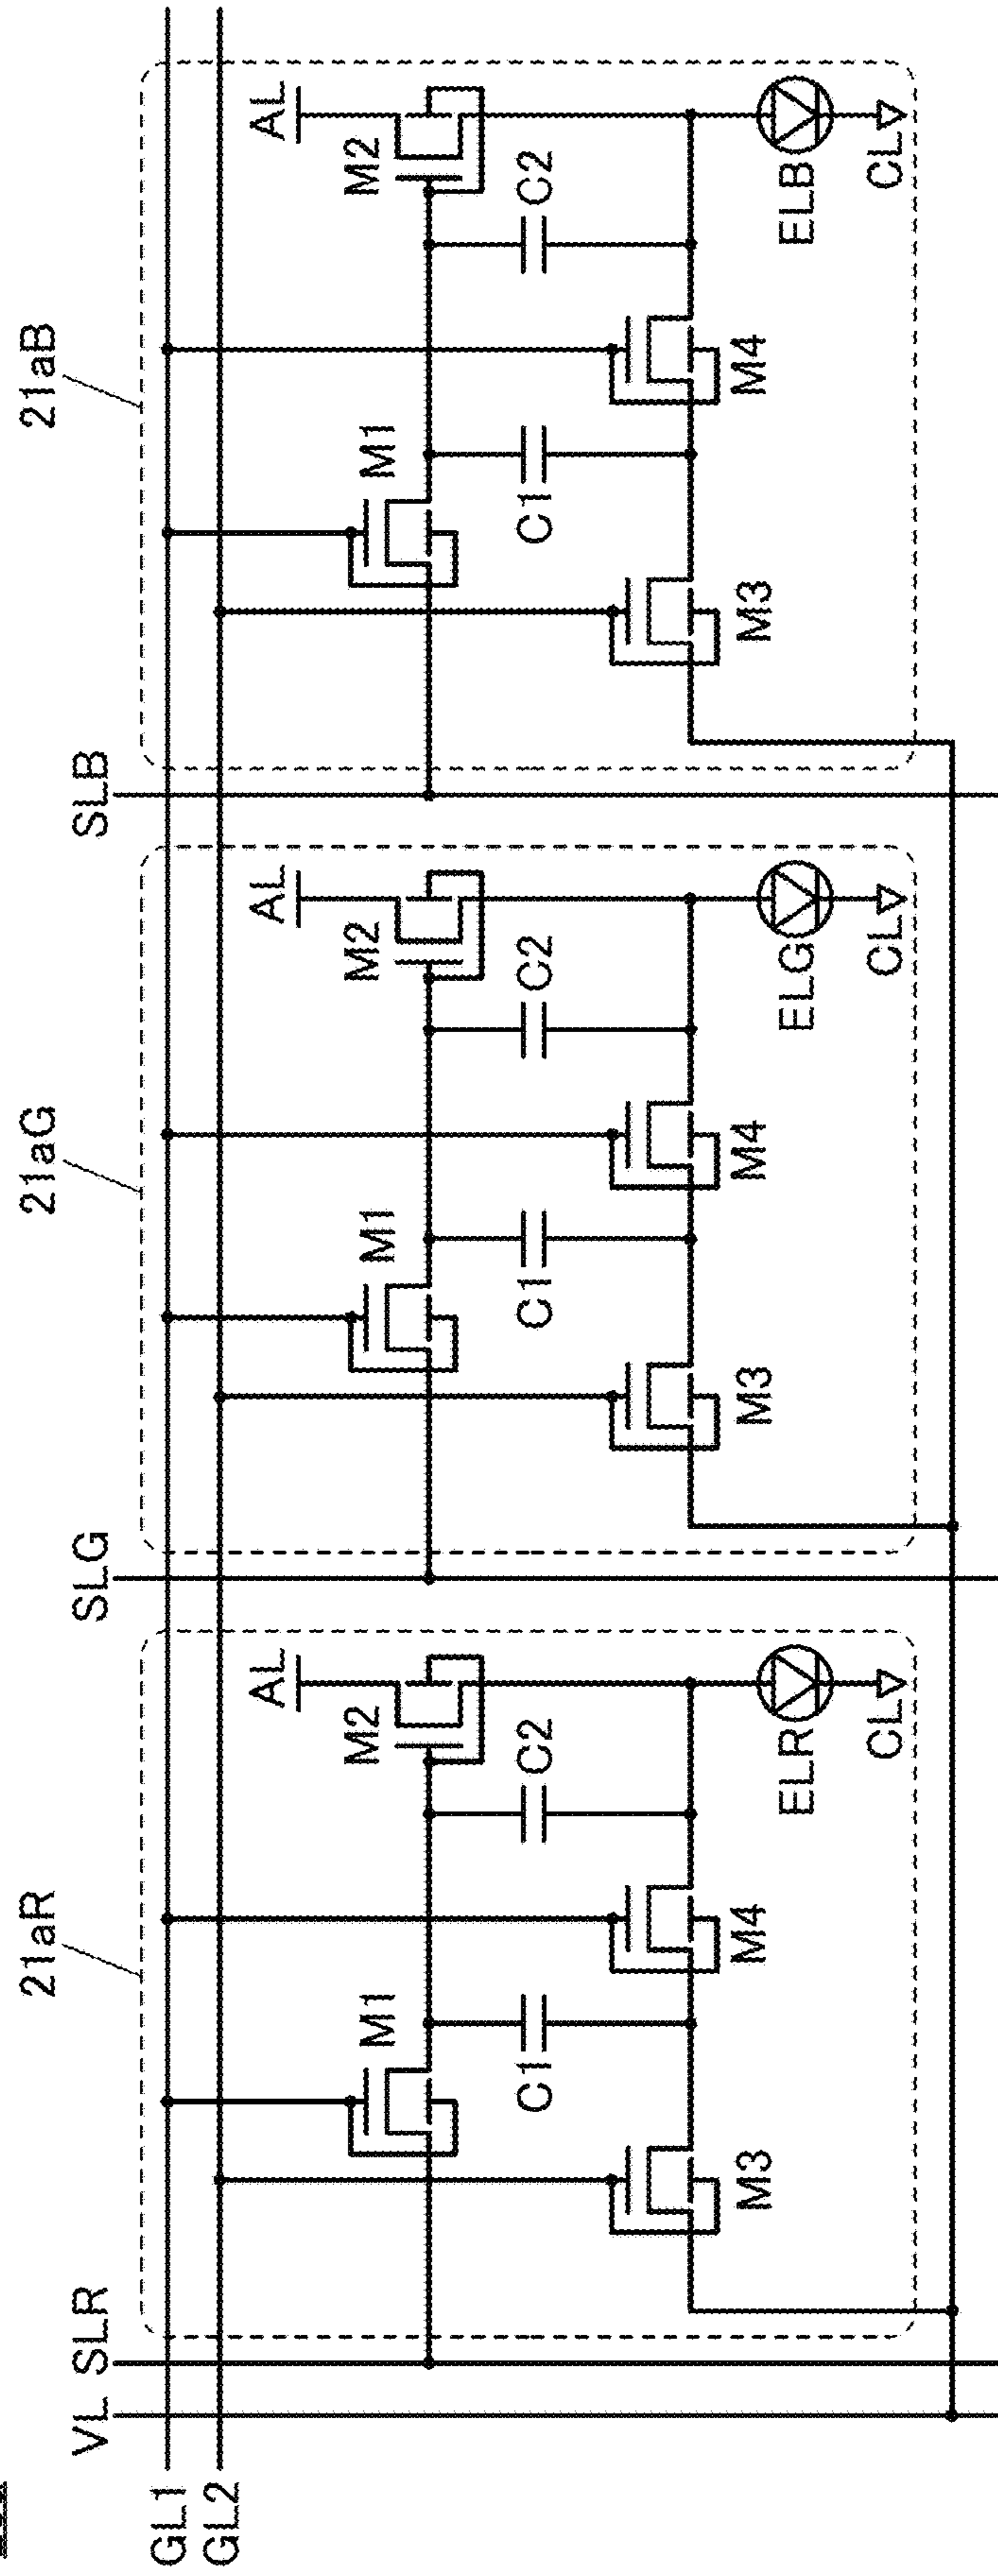 21aR 21aG 21aB
VL SLR SLG SLB
GL1
GL2
AL AL AL
M1 M2 M1 M2 M1 M2
C1 C2 C1 C2 C1 C2
M3 M4 M3 M4 M3 M4
ELR ELG ELB
CL CL CL